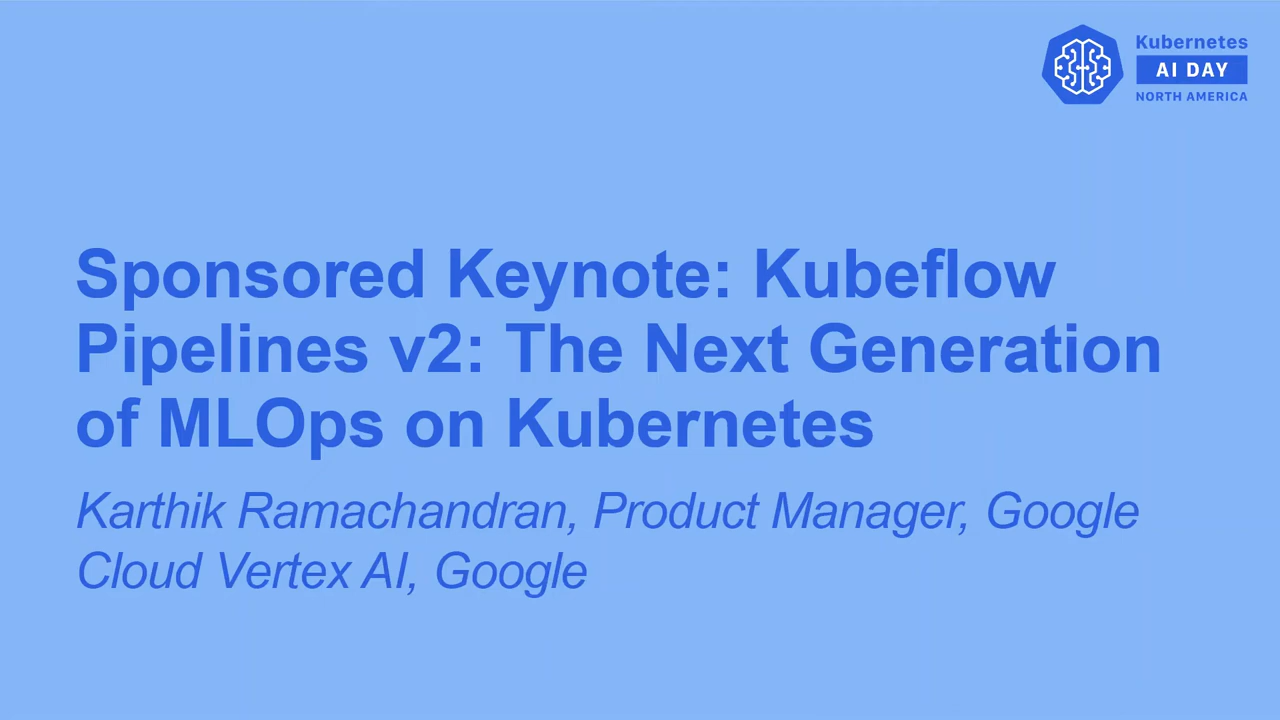 Kubernetes
AI DAY
NORTH AMERICA
Sponsored Keynote: Kubeflow
Pipelines v2: The Next Generation
of MLOps on Kubernetes
Karthik Ramachandran, Product Manager, Google
Cloud Vertex AI, Google